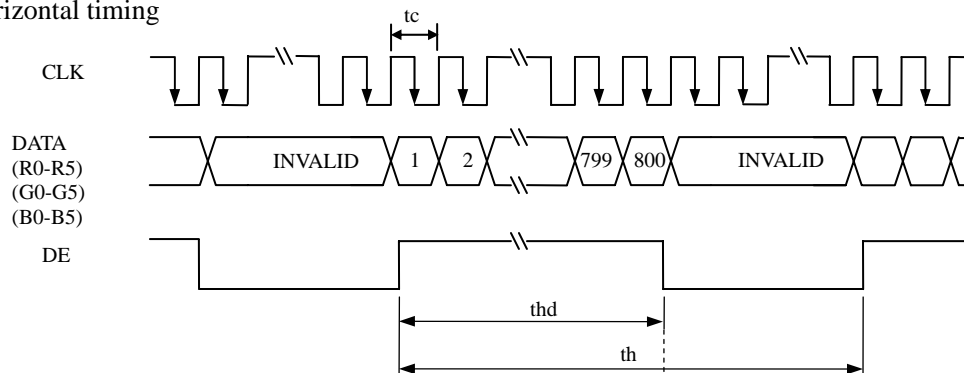 rizontal timing
tc
CLK
DATA
(R0-R5)
(G0-G5)
(B0-B5)
INVALID 1 2 799 800 INVALID
DE
thd
th